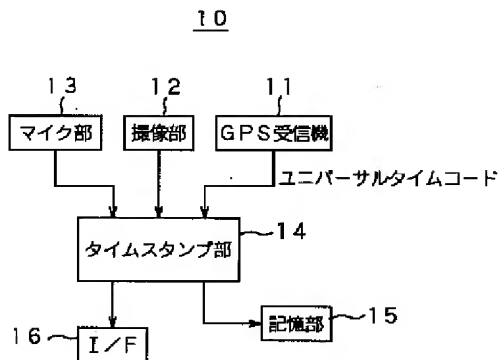 10
13
12
11
マイク部
撮像部
GPS受信機
ユニバーサルタイムコード
タイムスタンプ部
14
16
I/F
記憶部
15